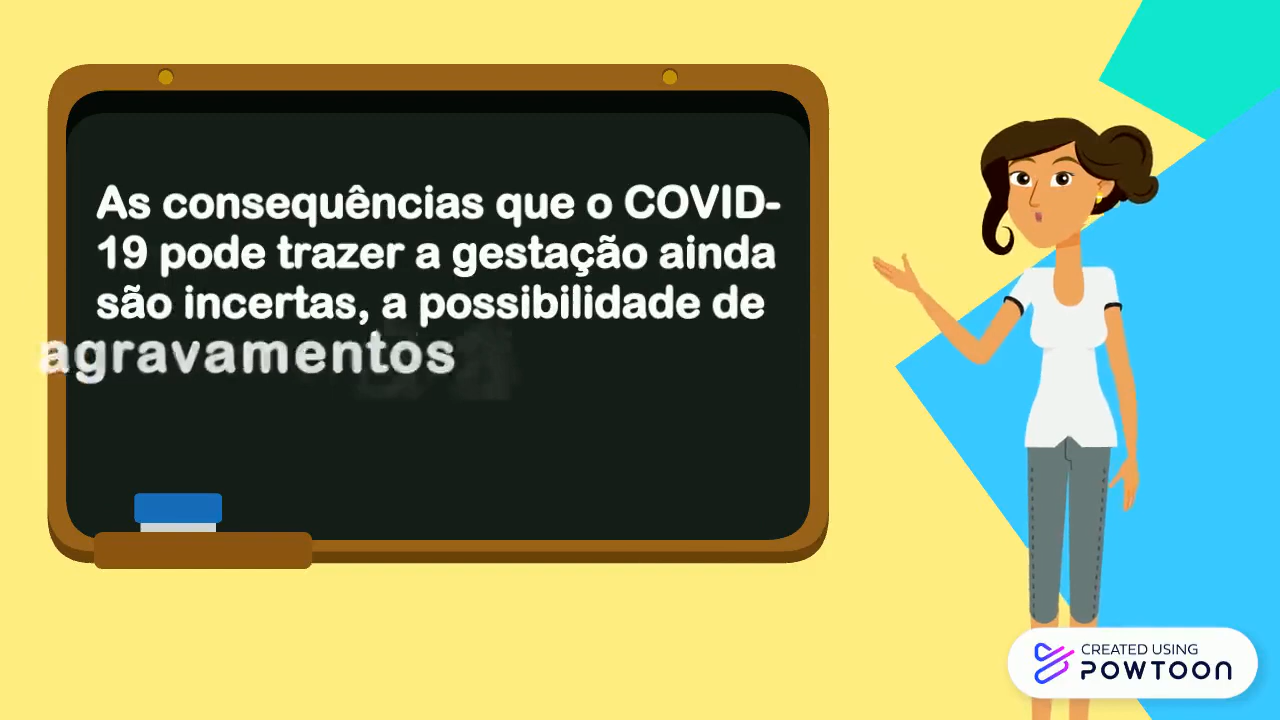 As consequências que o COVID-
19 pode trazer a gestação ainda
são incertas, a possibilidade de
agravamentos
CREATED USING
POWTOON